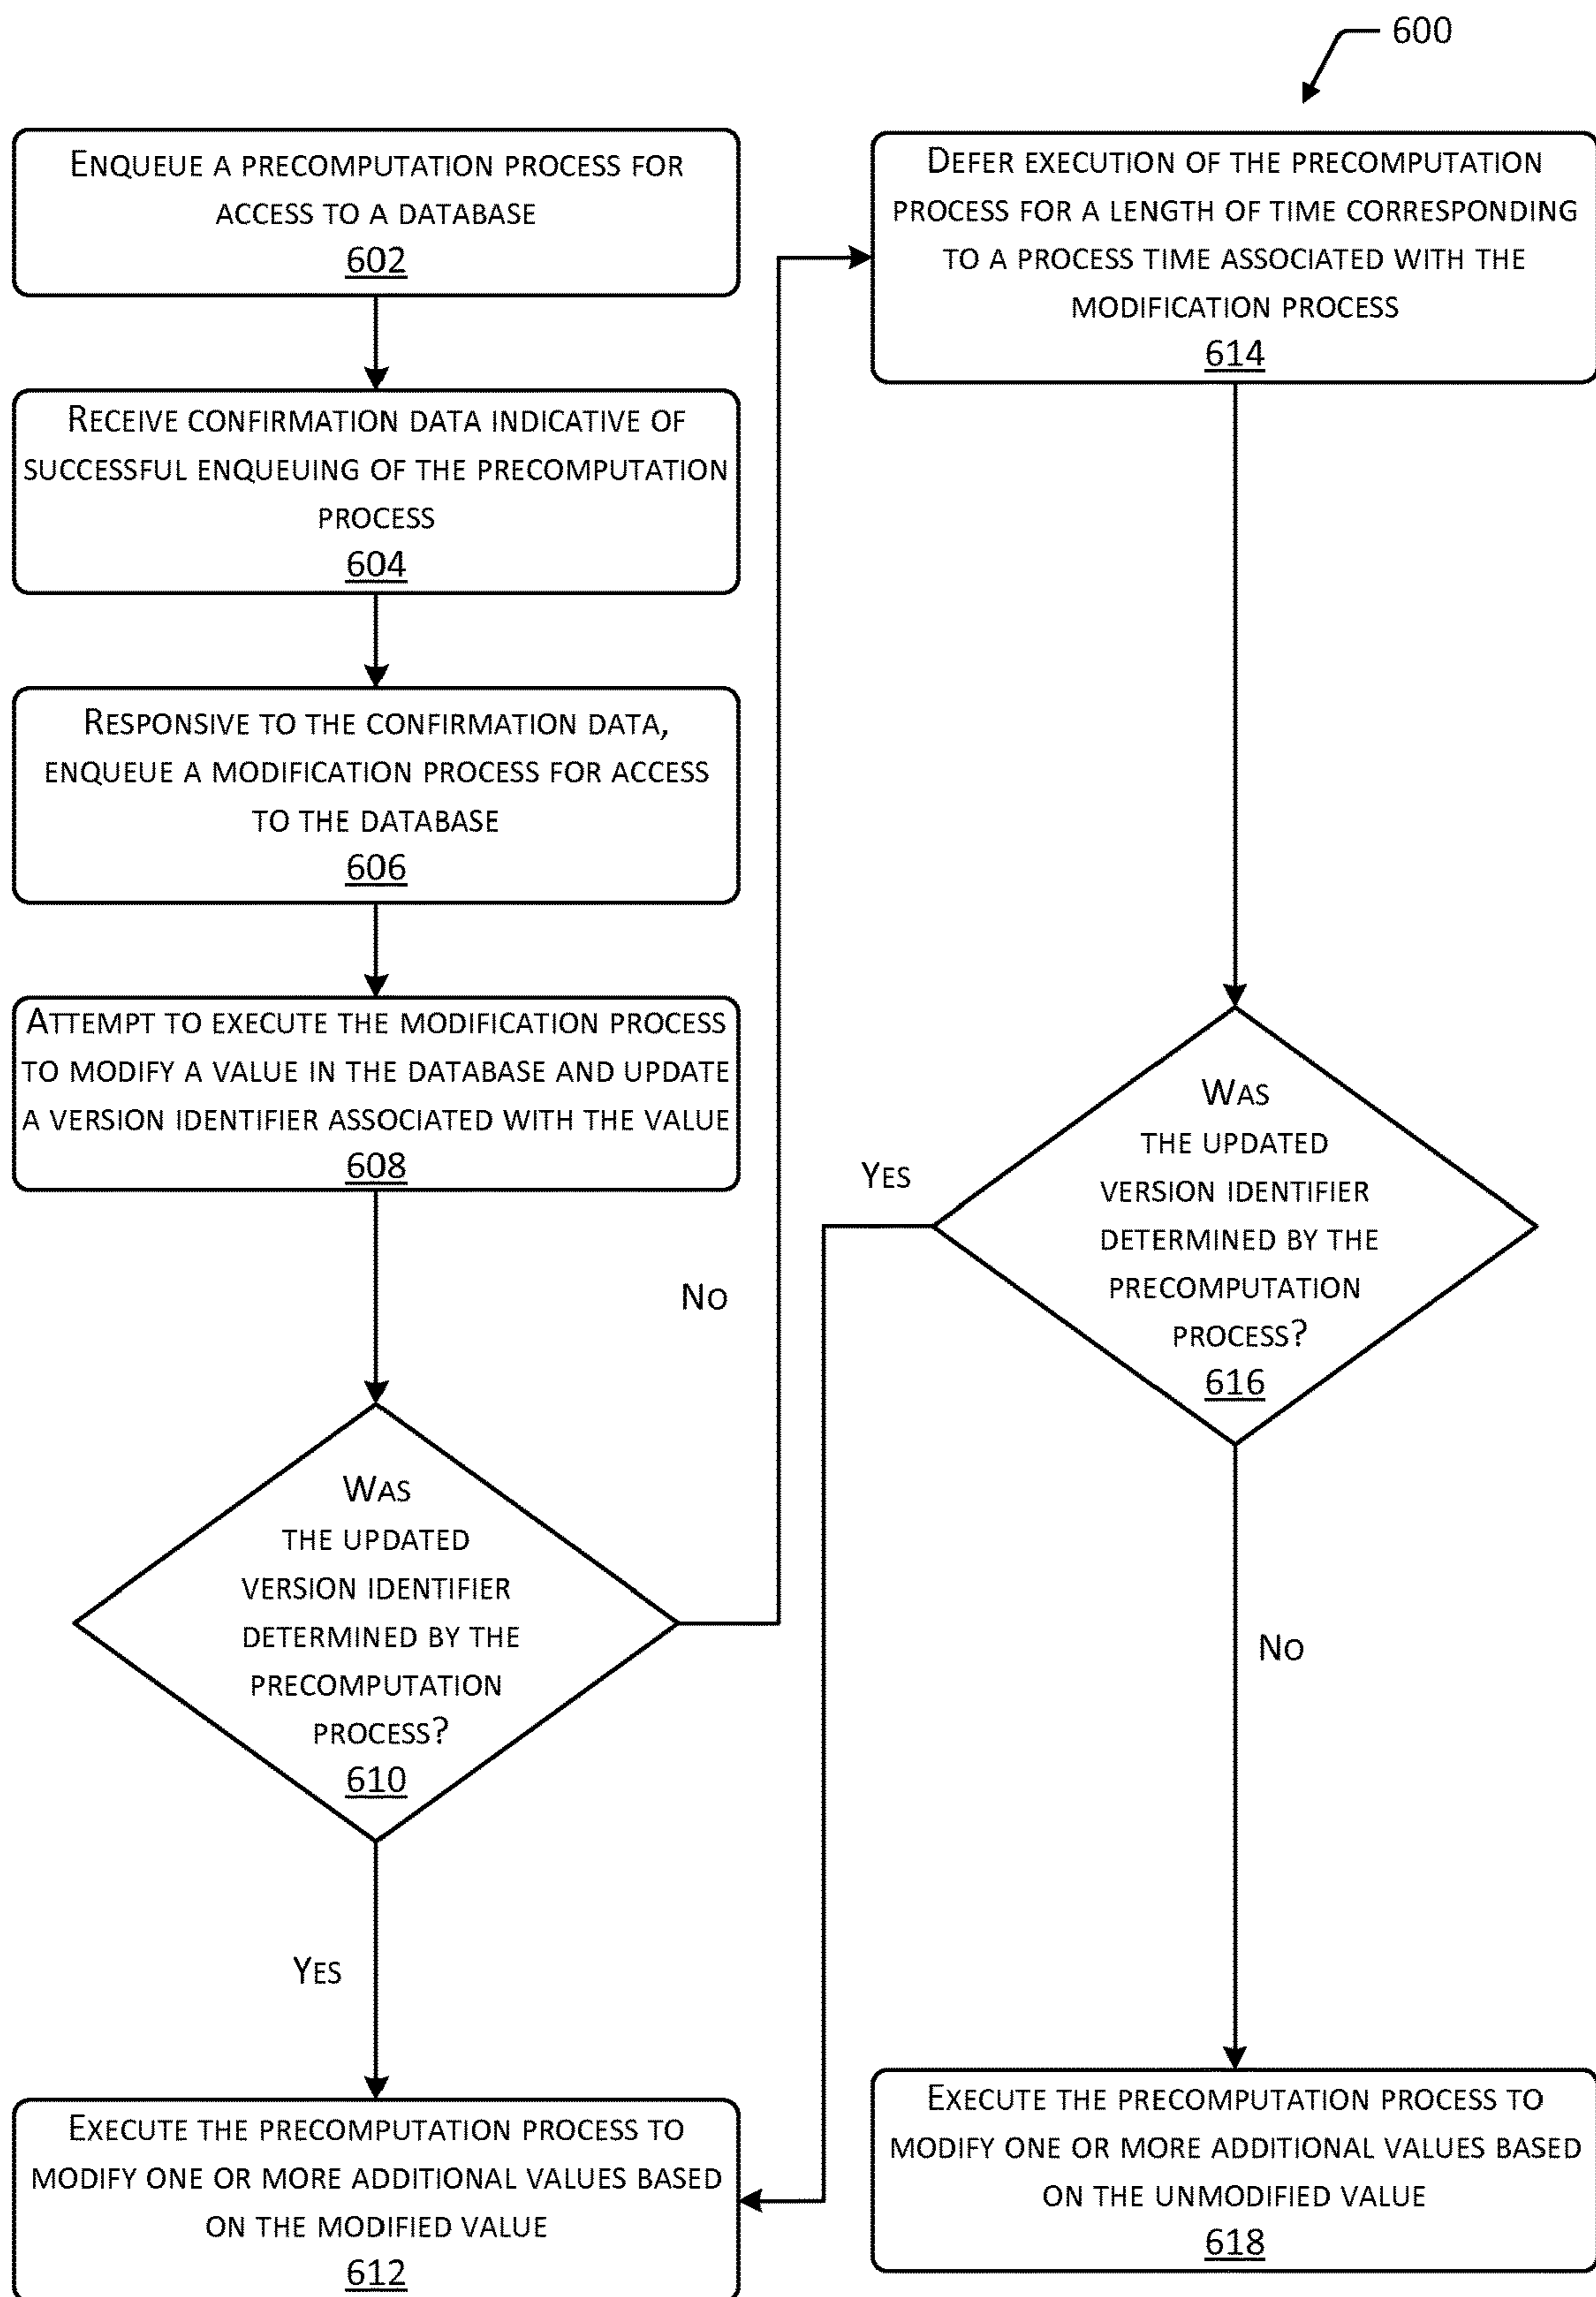 600
ENQUEUE A PRECOMPUTATION PROCESS FOR
ACCESS TO A DATABASE
602
RECEIVE CONFIRMATION DATA INDICATIVE OF
SUCCESSFUL ENQUEUING OF THE PRECOMPUTATION
PROCESS
604
RESPONSIVE TO THE CONFIRMATION DATA,
ENQUEUE A MODIFICATION PROCESS FOR ACCESS
TO THE DATABASE
606
ATTEMPT TO EXECUTE THE MODIFICATION PROCESS
TO MODIFY A VALUE IN THE DATABASE AND UPDATE
A VERSION IDENTIFIER ASSOCIATED WITH THE VALUE
608
NO
WAS
THE UPDATED
VERSION IDENTIFIER
DETERMINED BY THE
PRECOMPUTATION
PROCESS?
610
YES
EXECUTE THE PRECOMPUTATION PROCESS TO
MODIFY ONE OR MORE ADDITIONAL VALUES BASED
ON THE MODIFIED VALUE
612
DEFER EXECUTION OF THE PRECOMPUTATION
PROCESS FOR A LENGTH OF TIME CORRESPONDING
TO A PROCESS TIME ASSOCIATED WITH THE
MODIFICATION PROCESS
614
YES
WAS
THE UPDATED
VERSION IDENTIFIER
DETERMINED BY THE
PRECOMPUTATION
PROCESS?
616
NO
EXECUTE THE PRECOMPUTATION PROCESS TO
MODIFY ONE OR MORE ADDITIONAL VALUES BASED
ON THE UNMODIFIED VALUE
618